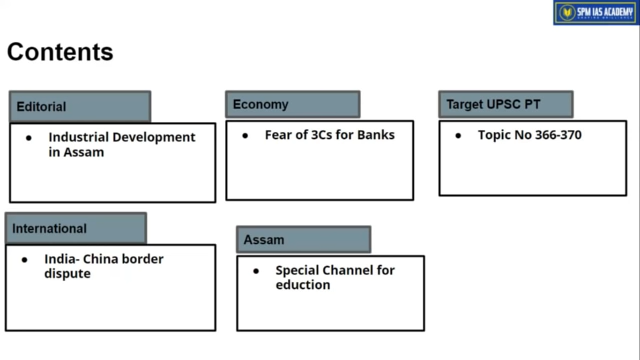 SPM IAS ACADEMY
Contents
Editorial
Industrial Development
in Assam
Economy
Fear of 3Cs for Banks
Target UPSC PT
Topic No 366-370
International
India- China border
dispute
Assam
Special Channel for
eduction